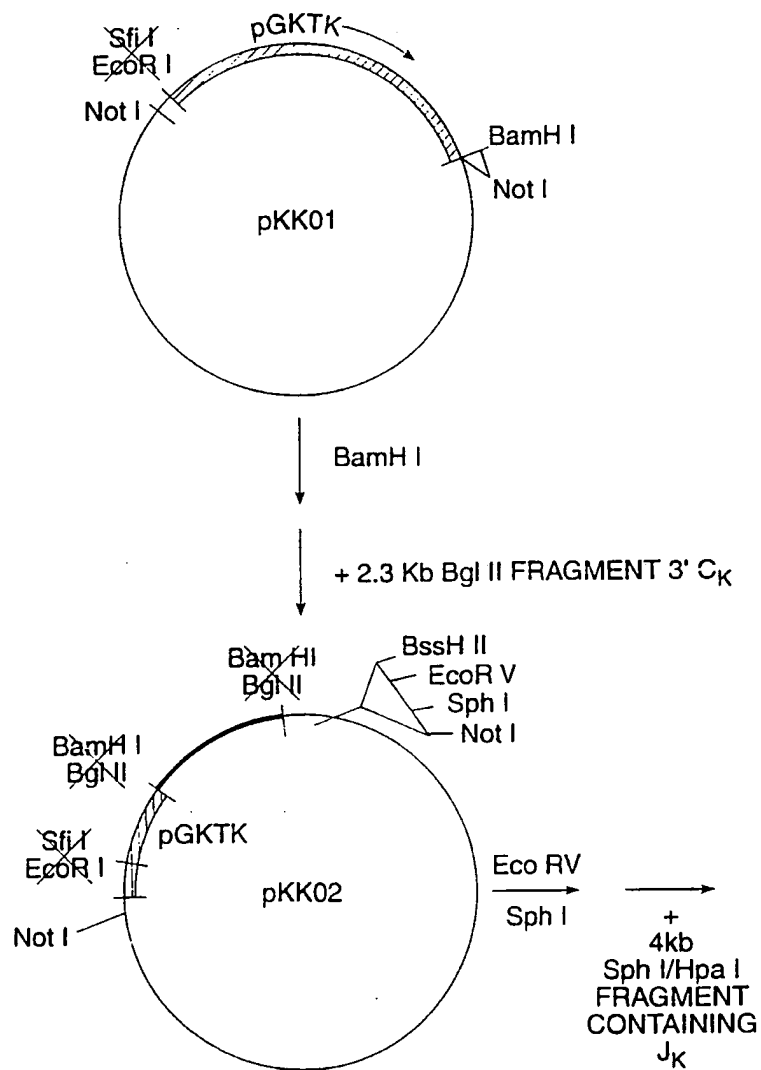 pGKTK
Sfi I
EcoR I
Not I
BamH I
Not I
pKK01
BamH I
+ 2.3 Kb Bgl II FRAGMENT 3' CK
Bam HI
Bgl II
BssH II
EcoR V
Sph I
Not I
BamH I
Bgl II
Sfi I
EcoR I
pGKTK
Not I
pKK02
Eco RV
Sph I
+
4kb
Sph I/Hpa I
FRAGMENT
CONTAINING
JK